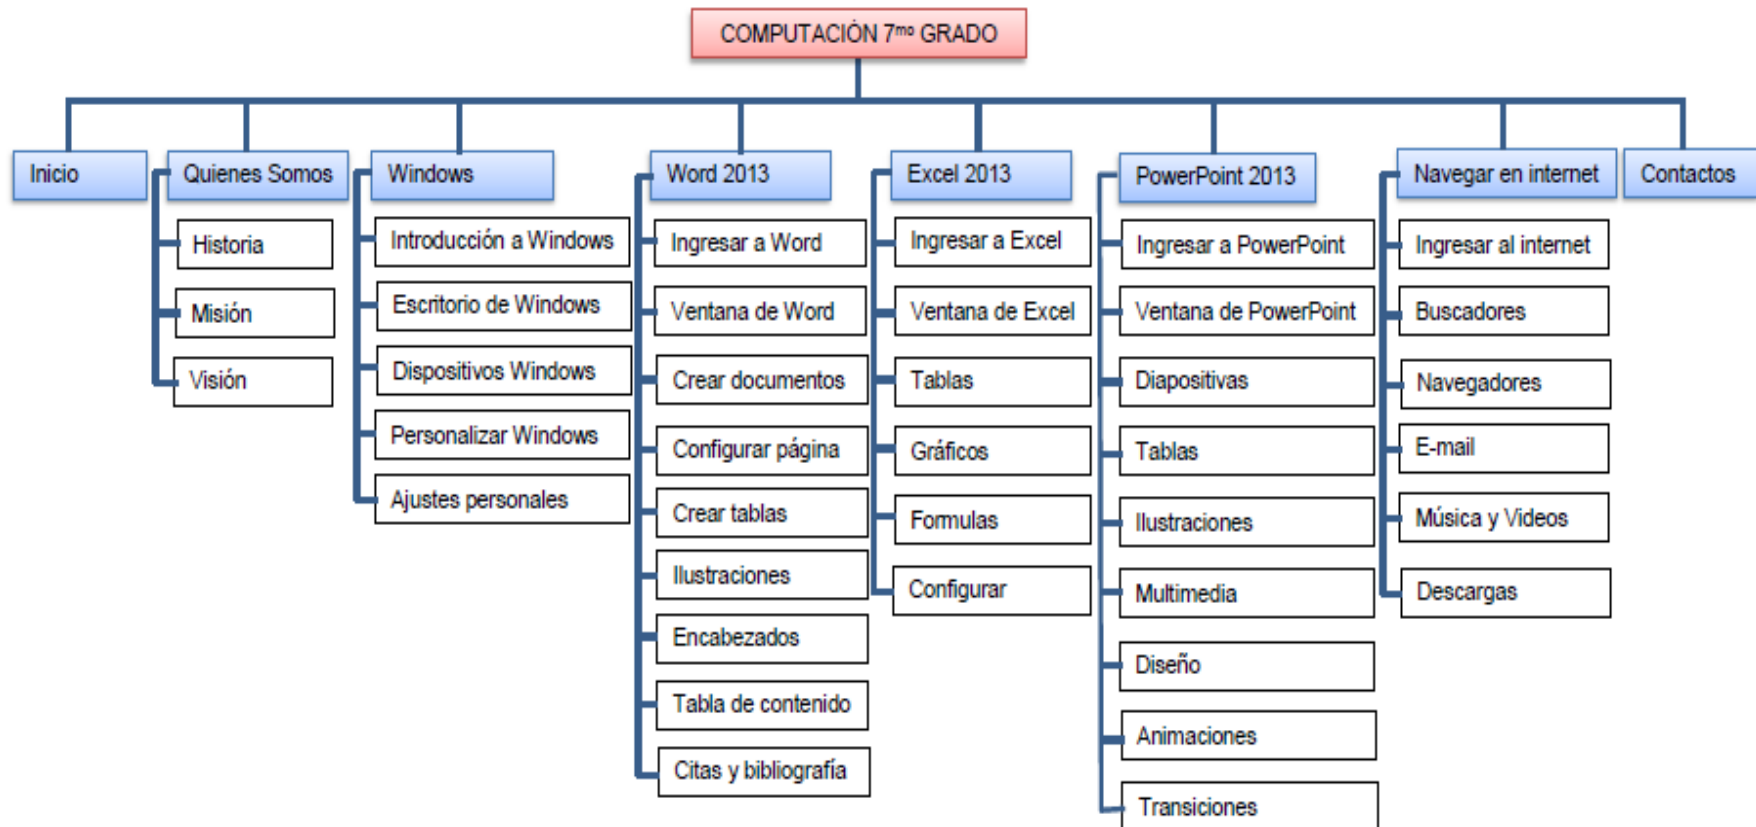 COMPUTACIÓN 7mo GRADO
Inicio
Quienes Somos
Historia
Misión
Visión
Windows
Introducción a Windows
Escritorio de Windows
Dispositivos Windows
Personalizar Windows
Ajustes personales
Word 2013
Ingresar a Word
Ventana de Word
Crear documentos
Configurar página
Crear tablas
Ilustraciones
Encabezados
Tabla de contenido
Citas y bibliografía
Excel 2013
Ingresar a Excel
Ventana de Excel
Tablas
Gráficos
Formulas
Configurar
PowerPoint 2013
Ingresar a PowerPoint
Ventana de PowerPoint
Diapositivas
Tablas
Ilustraciones
Multimedia
Diseño
Animaciones
Transiciones
Navegar en internet
Ingresar al internet
Buscadores
Navegadores
E-mail
Música y Videos
Descargas
Contactos